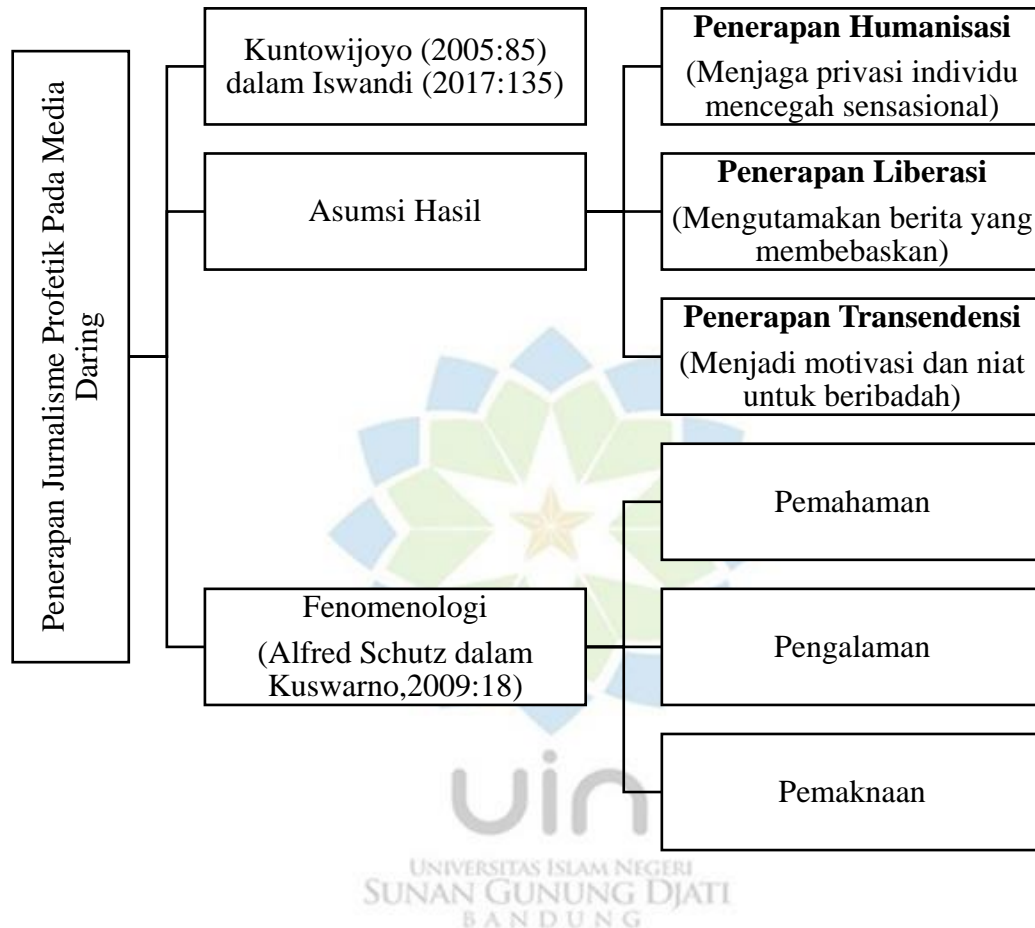 Penerapan Jurnalisme Profetik Pada Media
Daring
Kuntowijoyo (2005:85)
dalam Iswandi (2017:135)
Asumsi Hasil
Penerapan Humanisasi
(Menjaga privasi individu
mencegah sensasional)
Penerapan Liberasi
(Mengutamakan berita yang
membebaskan)
Penerapan Transendensi
(Menjadi motivasi dan niat
untuk beribadah)
Fenomenologi
(Alfred Schutz dalam
Kuswarno,2009:18)
Pemahaman
Pengalaman
Pemaknaan
uin
UNIVERSITAS ISLAM NEGERI
SUNAN GUNUNG DJATI
BANDUNG